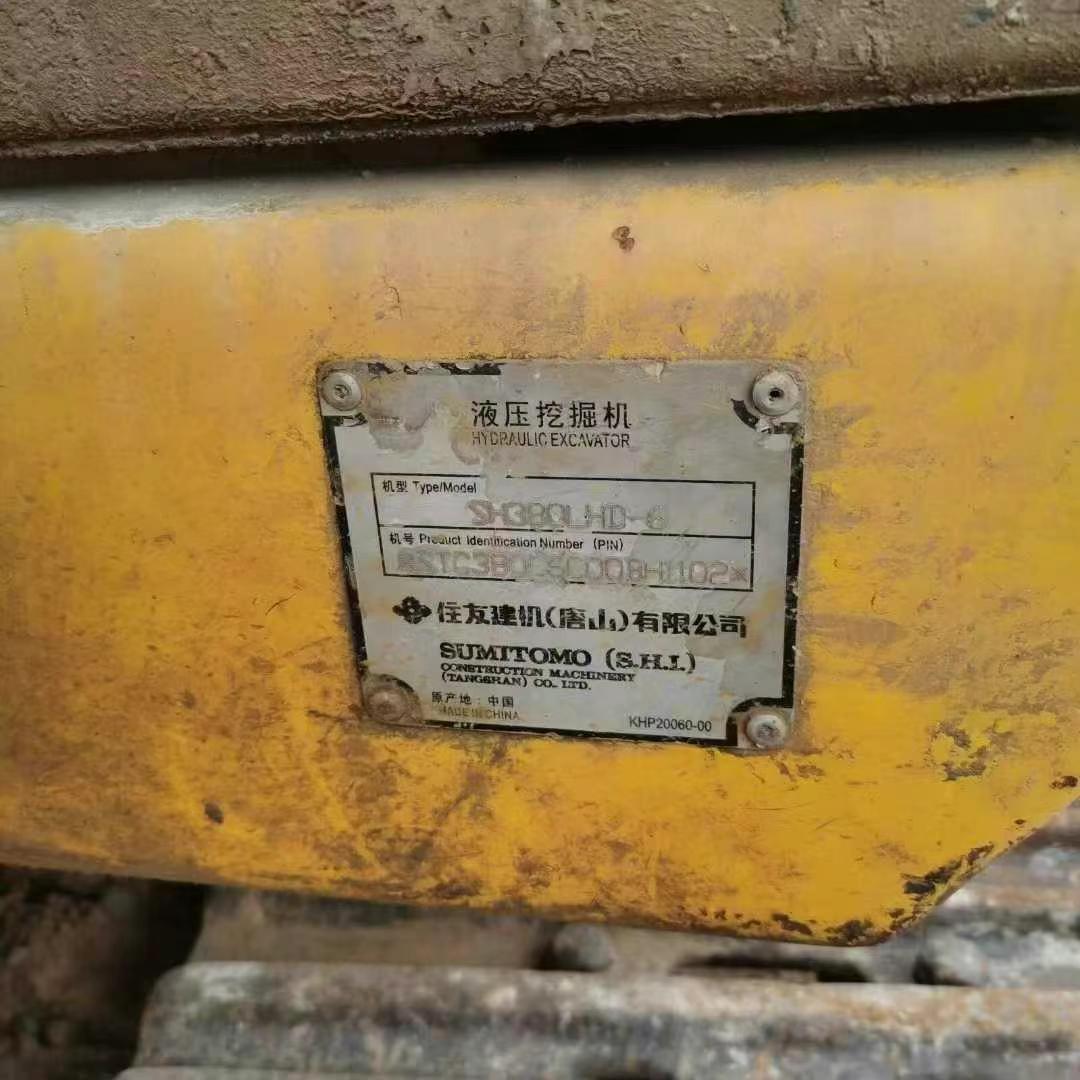 液压挖掘机
HYDRAULIC EXCAVATOR
机型 Type/Model
SH380LHD-6
机号 Product Identification Number (PIN)
住友建机(唐山)有限公司
SUMITOMO (S.H.I.)
CONSTRUCTION MACHINERY
(TANGSHAN) CO., LTD.
原产地：中国
MADE IN CHINA
KHP20060-00